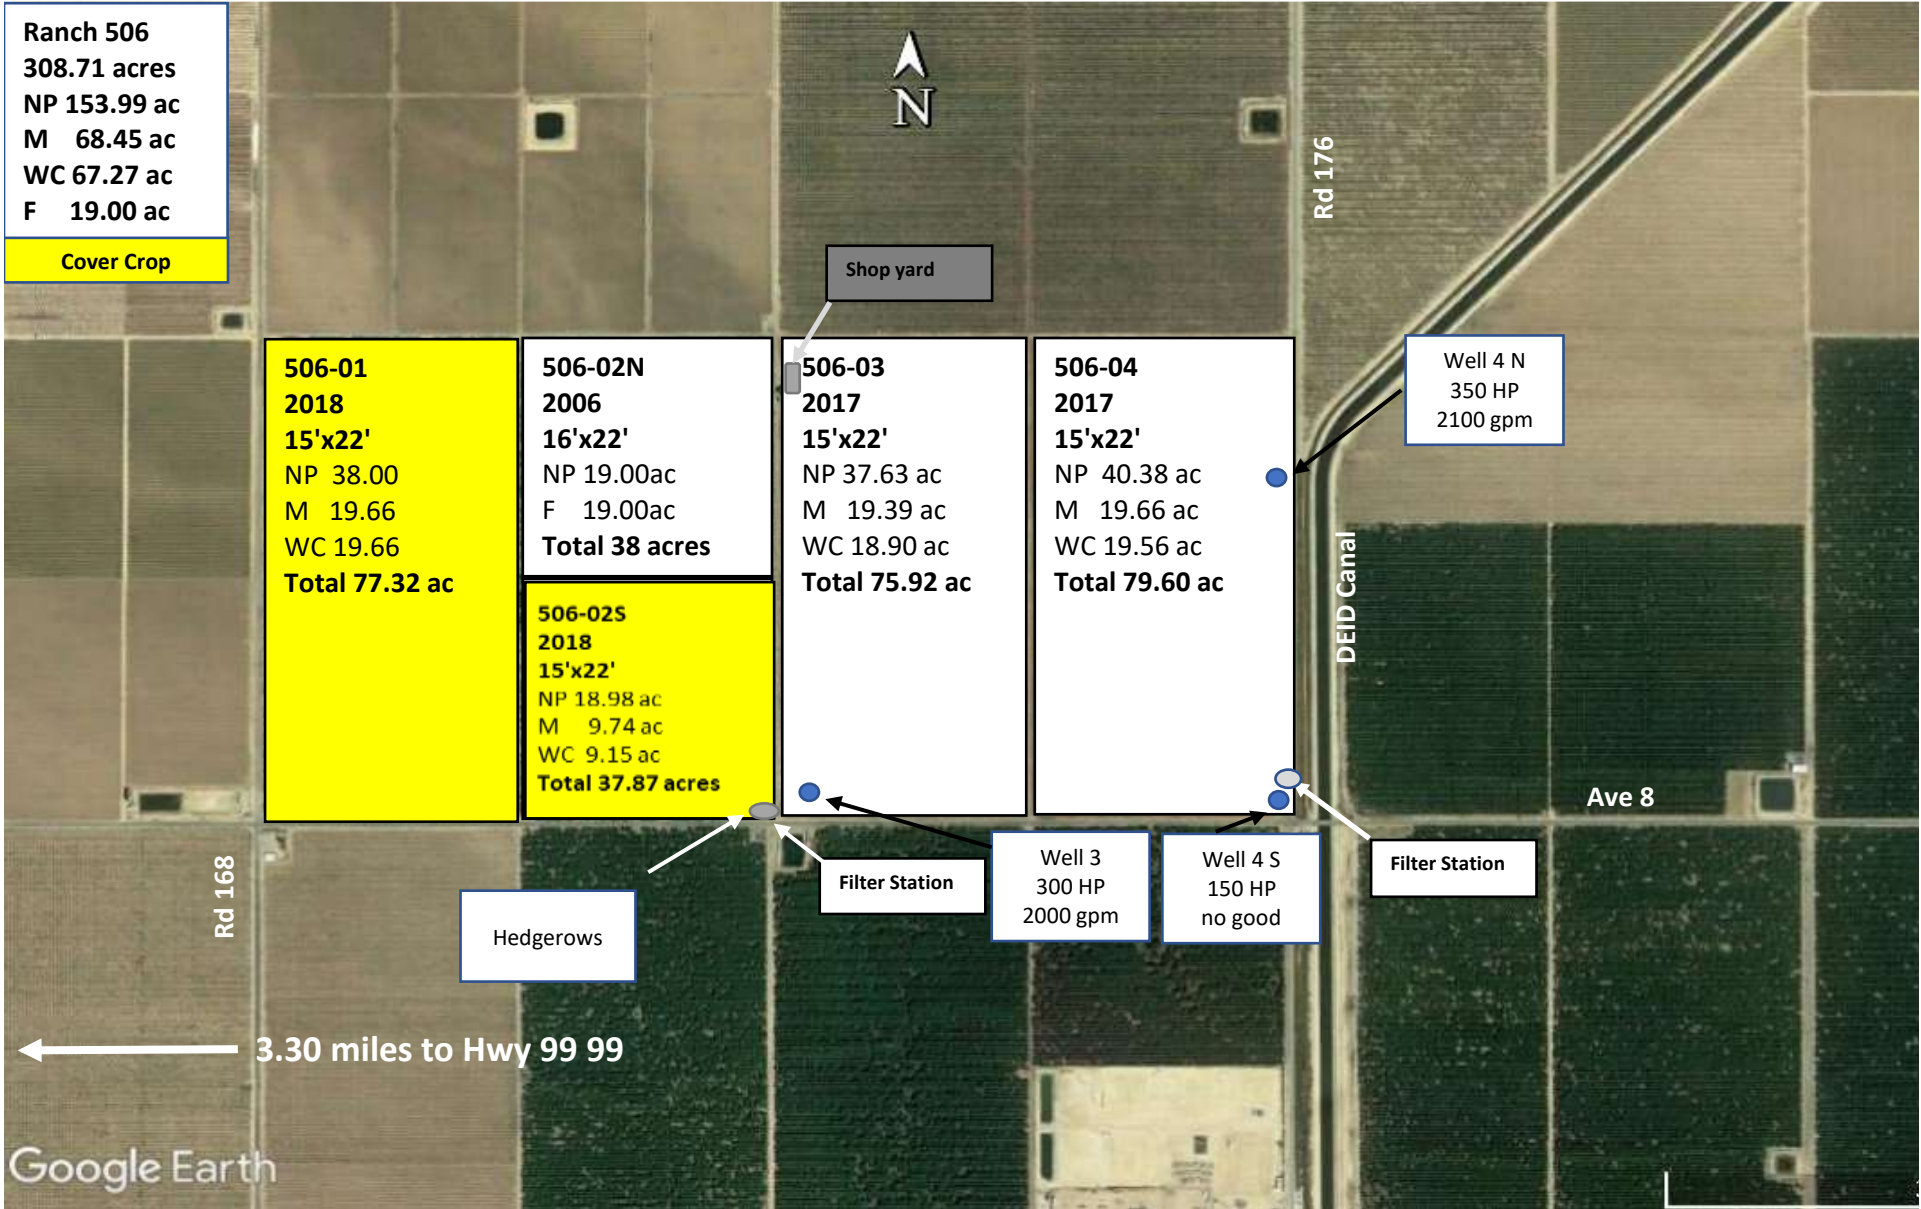 Ranch 506
308.71 acres
NP 153.99 ac
M 68.45 ac
WC 67.27 ac
F 19.00 ac
Cover Crop
N
Rd 176
Shop yard
506-01
2018
15'x22'
NP 38.00
M 19.66
WC 19.66
Total 77.32 ac
506-02N
2006
16'x22'
NP 19.00ac
F 19.00ac
Total 38 acres
506-02S
2018
15'x22'
NP 18.98 ac
M 9.74 ac
WC 9.15 ac
Total 37.87 acres
506-03
2017
15'x22'
NP 37.63 ac
M 19.39 ac
WC 18.90 ac
Total 75.92 ac
506-04
2017
15'x22'
NP 40.38 ac
M 19.66 ac
WC 19.56 ac
Total 79.60 ac
Well 4 N
350 HP
2100 gpm
DEID Canal
Ave 8
Rd 168
Hedgerows
Filter Station
Well 3
300 HP
2000 gpm
Well 4 S
150 HP
no good
Filter Station
3.30 miles to Hwy 99 99
Google Earth